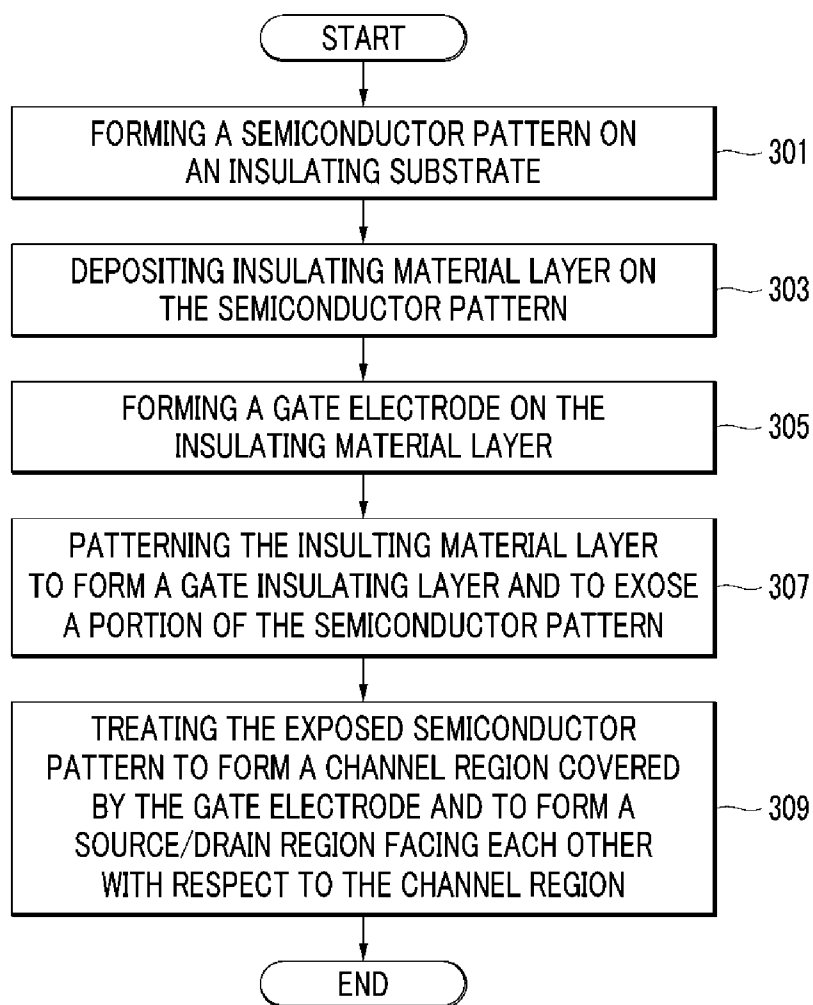 START
FORMING A SEMICONDUCTOR PATTERN ON
AN INSULATING SUBSTRATE
301
DEPOSITING INSULATING MATERIAL LAYER ON
THE SEMICONDUCTOR PATTERN
303
FORMING A GATE ELECTRODE ON THE
INSULATING MATERIAL LAYER
305
PATTERNING THE INSULTING MATERIAL LAYER
TO FORM A GATE INSULATING LAYER AND TO EXOSE
A PORTION OF THE SEMICONDUCTOR PATTERN
307
TREATING THE EXPOSED SEMICONDUCTOR
PATTERN TO FORM A CHANNEL REGION COVERED
BY THE GATE ELECTRODE AND TO FORM A
SOURCE/DRAIN REGION FACING EACH OTHER
WITH RESPECT TO THE CHANNEL REGION
309
END